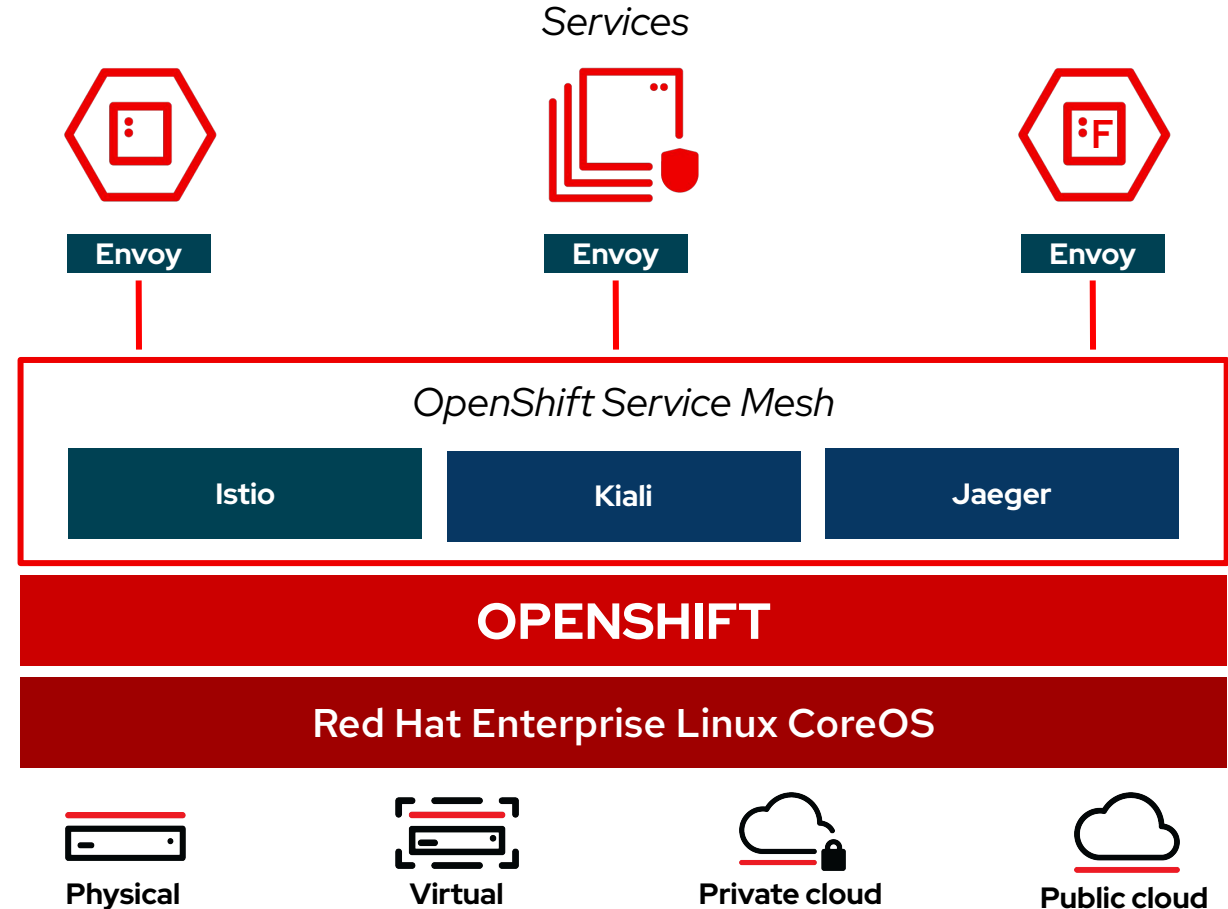 Services
:
:F
Envoy
Envoy
Envoy
OpenShift Service Mesh
Istio
Kiali
Jaeger
OPENSHIFT
Red Hat Enterprise Linux CoreOS
Physical
Virtual
Private cloud
Public cloud